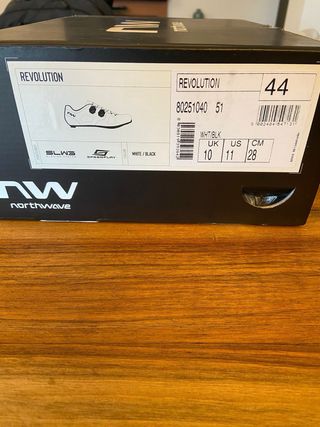 REVOLUTION
REVOLUTION
44
80251040 51
SLW3
SPEEDPLAY
WHITE / BLACK
WHT/BLK
UK
US
CM
10
11
28
NW
northwave